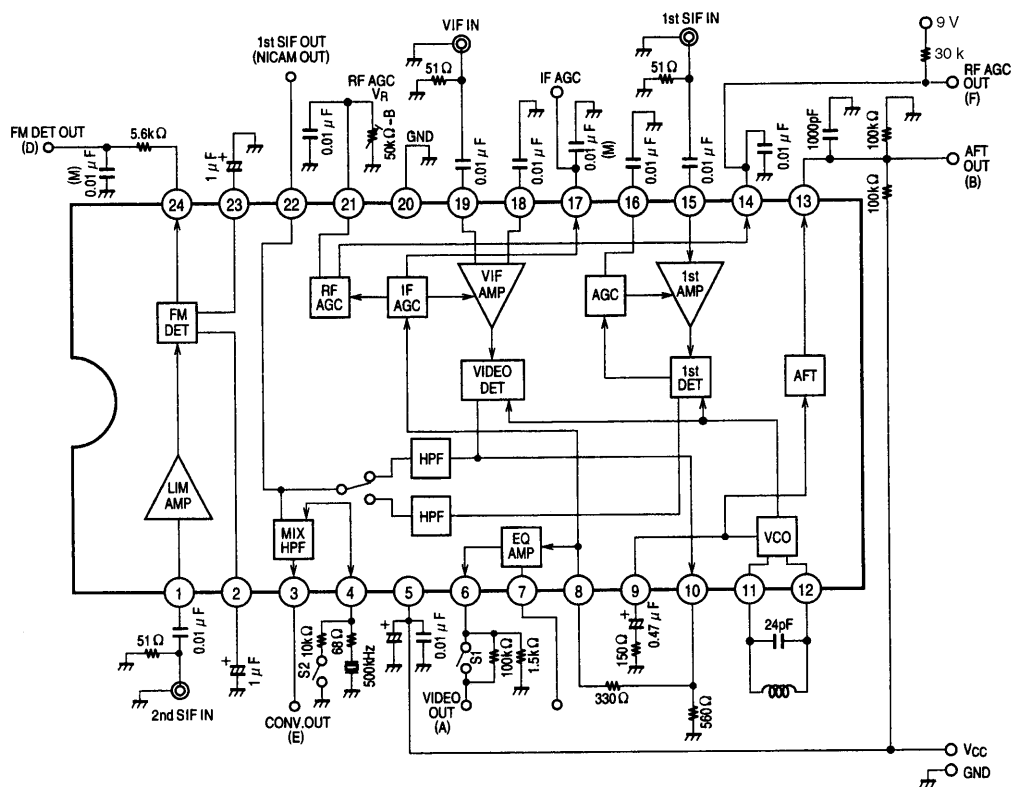 VIF IN
1st SIF IN
9 V
1st SIF OUT
(NICAM OUT)
51Ω
51Ω
30 k
RF AGC
VR
IF AGC
RF AGC
OUT
(F)
FM DET OUT
(D)
5.6kΩ
0.01 μF
(M)
1 μF
+
0.01 μF
50kΩ-B
GND
0.01 μF
0.01 μF
0.01 μF
(M)
0.01 μF
0.01 μF
0.01 μF
1000pF
100kΩ
AFT
OUT
(B)
100kΩ
24
23
22
21
20
19
18
17
16
15
14
13
VIF
AMP
1st
AMP
RF
AGC
IF
AGC
AGC
FM
DET
VIDEO
DET
1st
DET
AFT
HPF
LIM
AMP
HPF
MIX
HPF
EQ
AMP
VCO
1
2
3
4
5
6
7
8
9
10
11
12
0.01 μF
51Ω
+
1 μF
2nd SIF IN
CONV.OUT
(E)
S2
10kΩ
68Ω
500kHz
+
0.01 μF
S1
100kΩ
1.5kΩ
VIDEO
OUT
(A)
330Ω
+
0.47 μF
150Ω
560Ω
24pF
VCC
GND